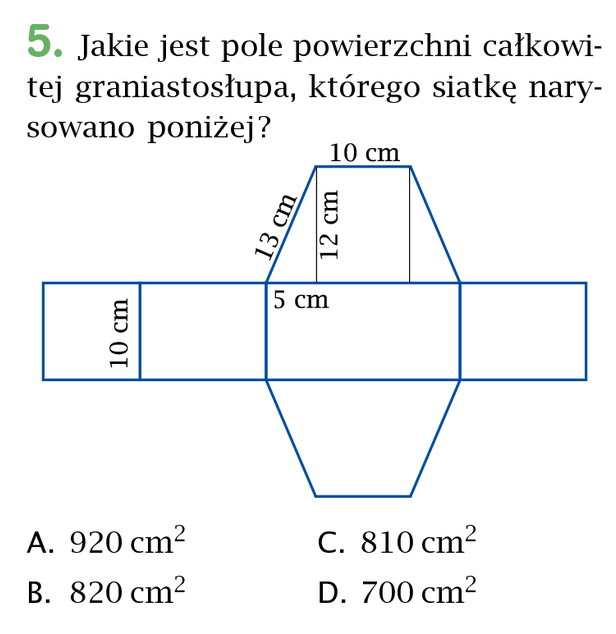 5. Jakie jest pole powierzchni całkowi-
tej graniastosłupa, którego siatkę nary-
sowano poniżej?
10 cm
13 cm
12 cm
5 cm
10 cm
A. 920 cm²
C. 810 cm²
B. 820 cm²
D. 700 cm²